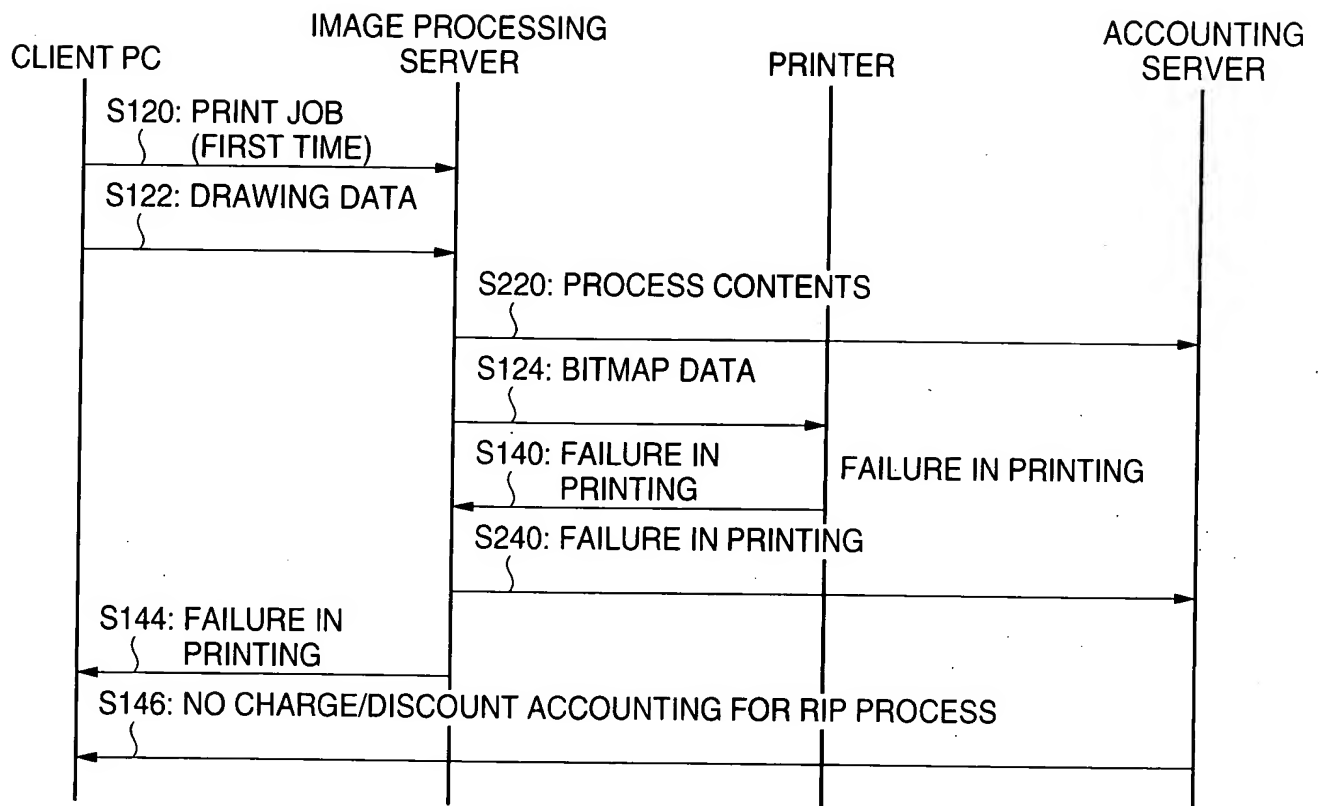 CLIENT PC
IMAGE PROCESSING
SERVER
PRINTER
ACCOUNTING
SERVER
S120: PRINT JOB
(FIRST TIME)
S122: DRAWING DATA
S220: PROCESS CONTENTS
S124: BITMAP DATA
S140: FAILURE IN
PRINTING
FAILURE IN PRINTING
S240: FAILURE IN PRINTING
S144: FAILURE IN
PRINTING
S146: NO CHARGE/DISCOUNT ACCOUNTING FOR RIP PROCESS